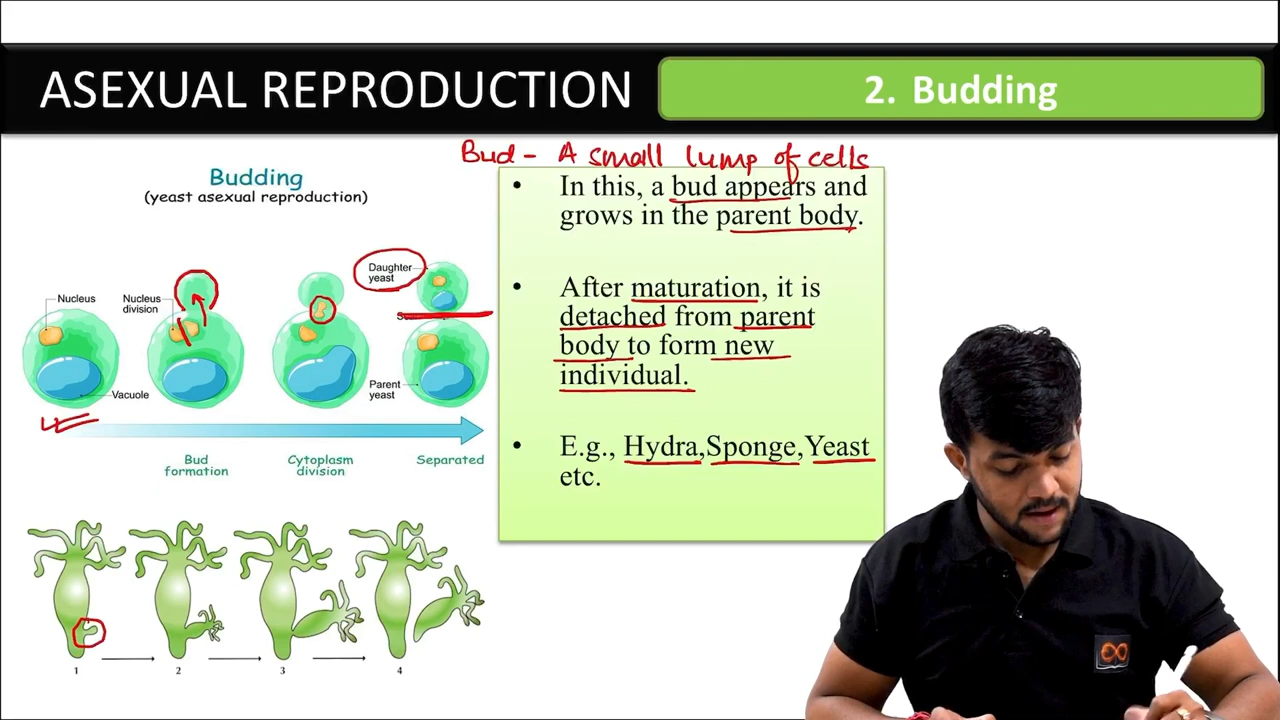 ASEXUAL REPRODUCTION
2. Budding
Bud - A small lump of cells
Budding
(yeast asexual reproduction)
Nucleus
Nucleus
division
Daughter
yeast
Vacuole
Parent
yeast
Bud
formation
Cytoplasm
division
Separated
• In this, a bud appears and
grows in the parent body.
• After maturation, it is
detached from parent
body to form new
individual.
• E.g., Hydra,Sponge,Yeast
etc.
1
2
3
4